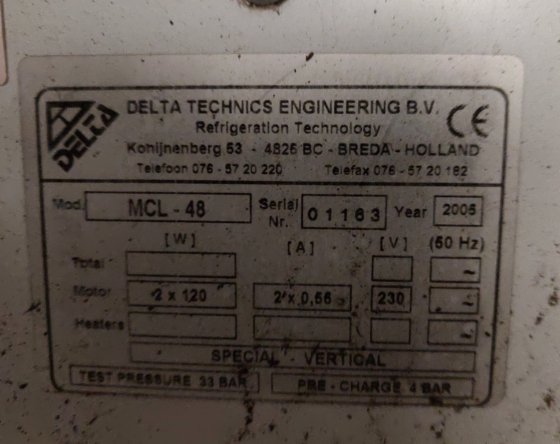 DELTA
DELTA TECHNICS ENGINEERING B.V.
Refrigeration Technology
Konijnenberg 53 - 4825 BC - BREDA - HOLLAND
Telefoon 076 - 57 20 220 Telefax 076 - 57 20 182
CE
Mod. MCL - 48 Serial Nr. 01163 Year 2005
[W] [A] [V] (50 Hz)
Total ~
Motor 2 x 120 2 x 0,56 230 ~
Heaters ~
SPECIAL - VERTICAL
TEST PRESSURE 33 BAR PRE - CHARGE 4 BAR